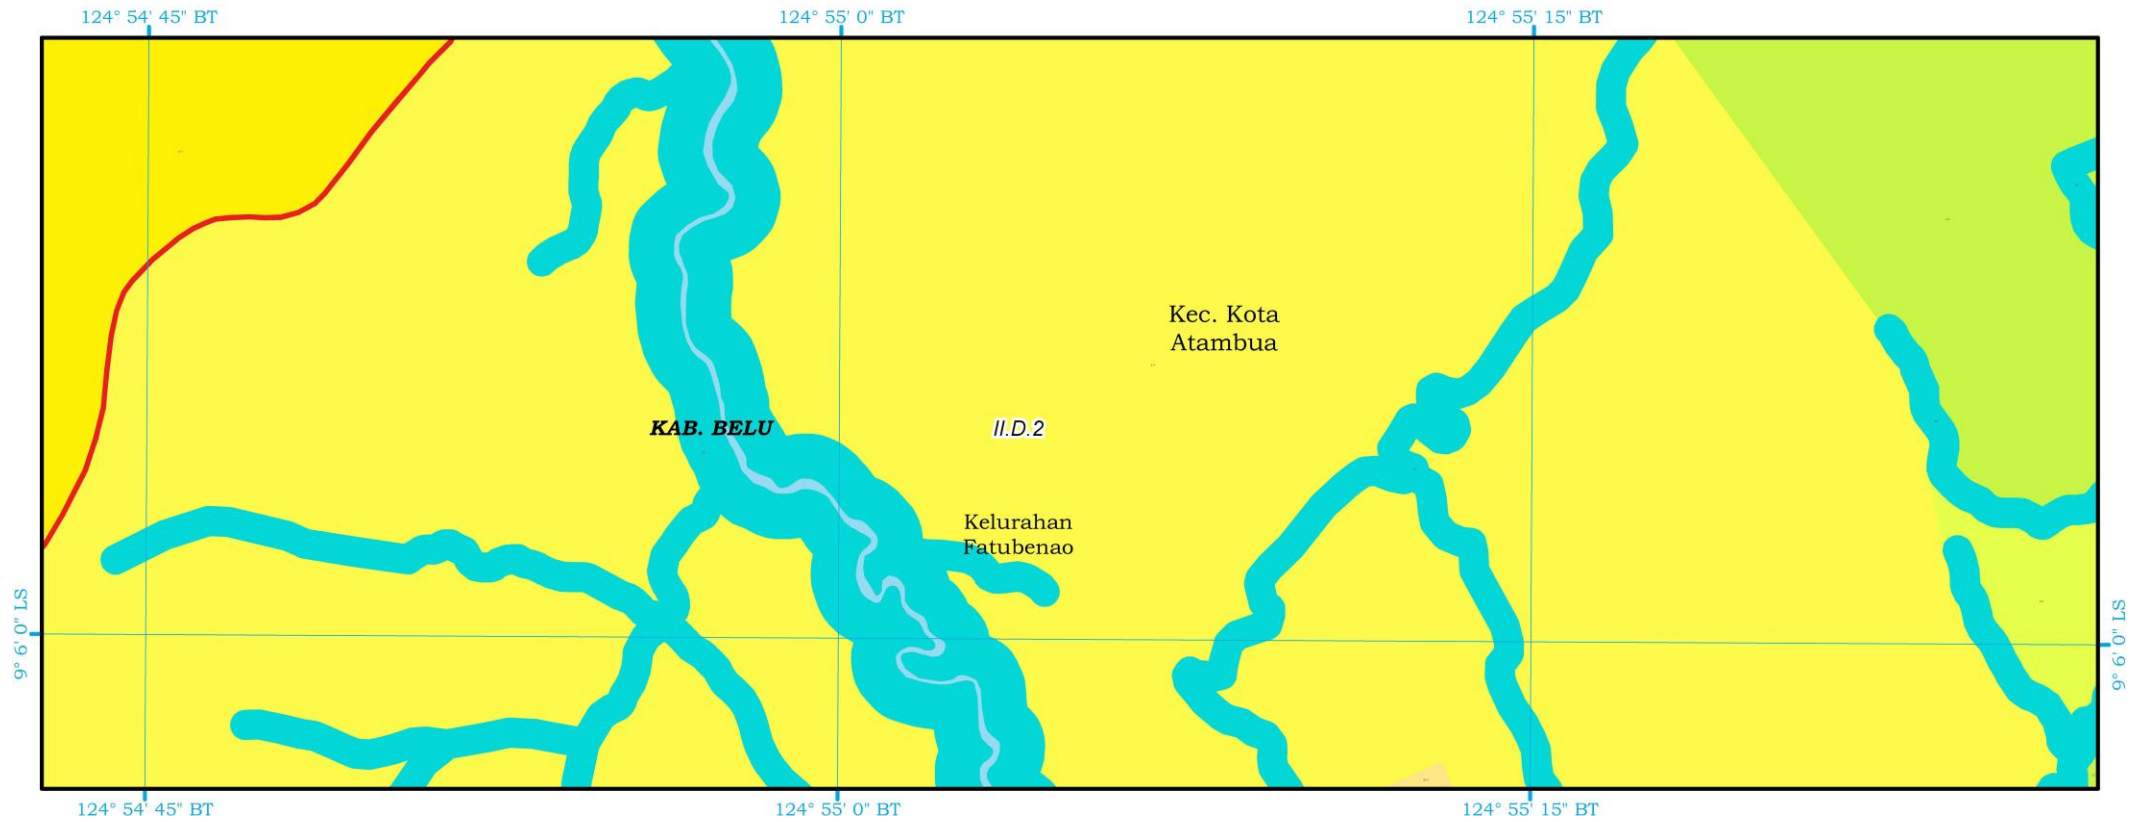 124° 54' 45" BT
124° 55' 0" BT
124° 55' 15" BT
Kec. Kota
Atambua
KAB. BELU
II.D.2
Kelurahan
Fatubenao
9° 6' 0" LS
9° 6' 0" LS
124° 54' 45" BT
124° 55' 0" BT
124° 55' 15" BT